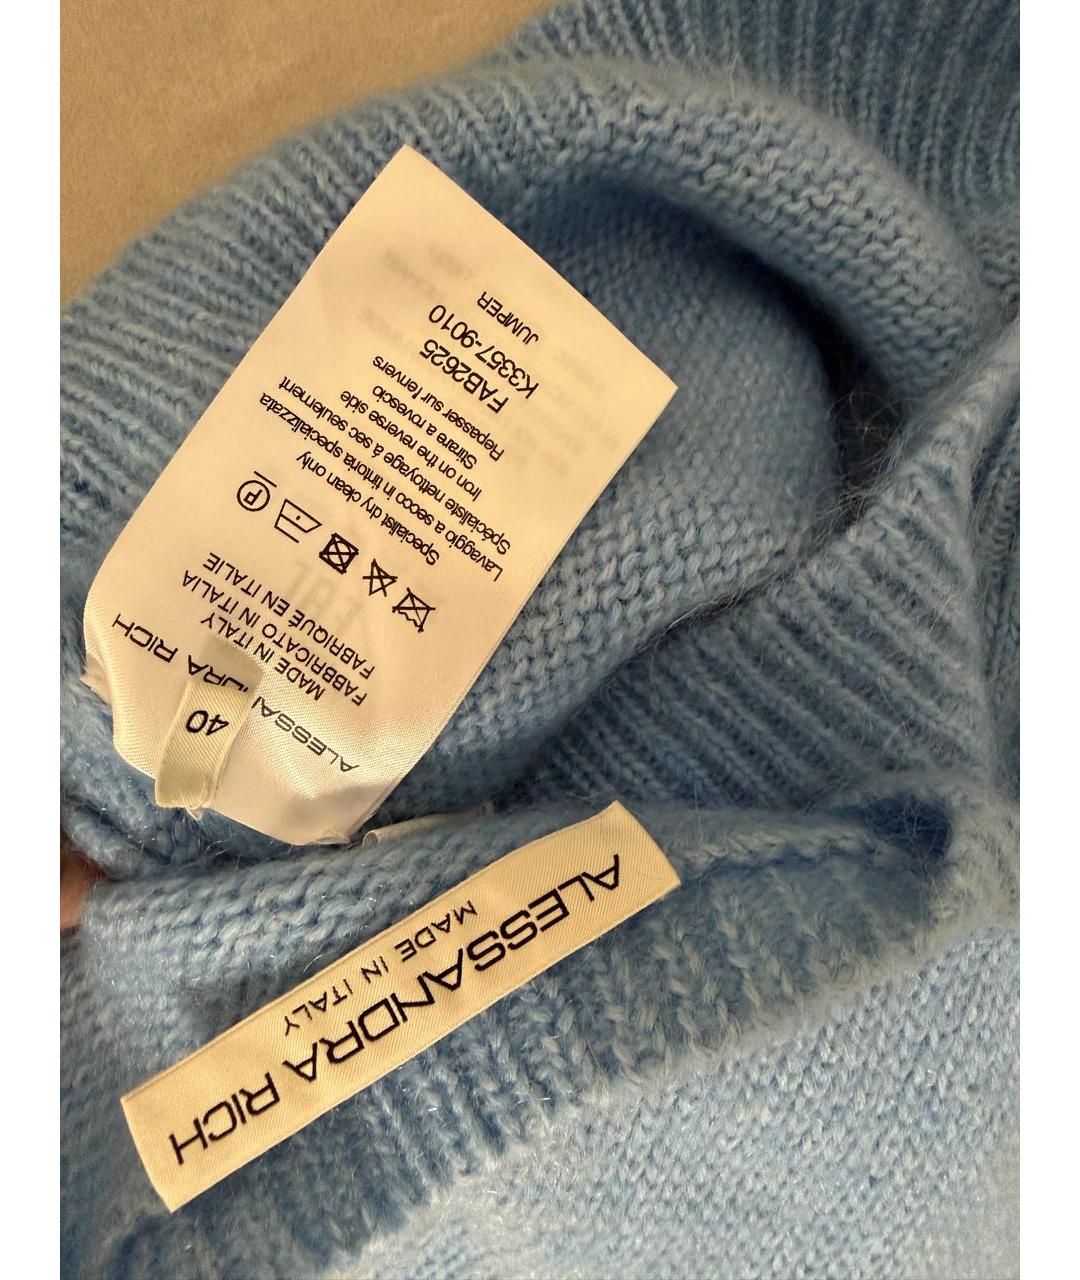 ALESSANDRA RICH
40
MADE IN ITALY
FABBRICATO IN ITALIA
FABRIQUÉ EN ITALIE
P
Specialist dry clean only
Lavaggio a secco in tintoria specializzata
Spécialiste nettoyage à sec seulement
Iron on the reverse side
Stirare a rovescio
Repasser sur l'envers
FAB2625
K3357-9010
JUMPER
ALESSANDRA RICH
MADE IN ITALY